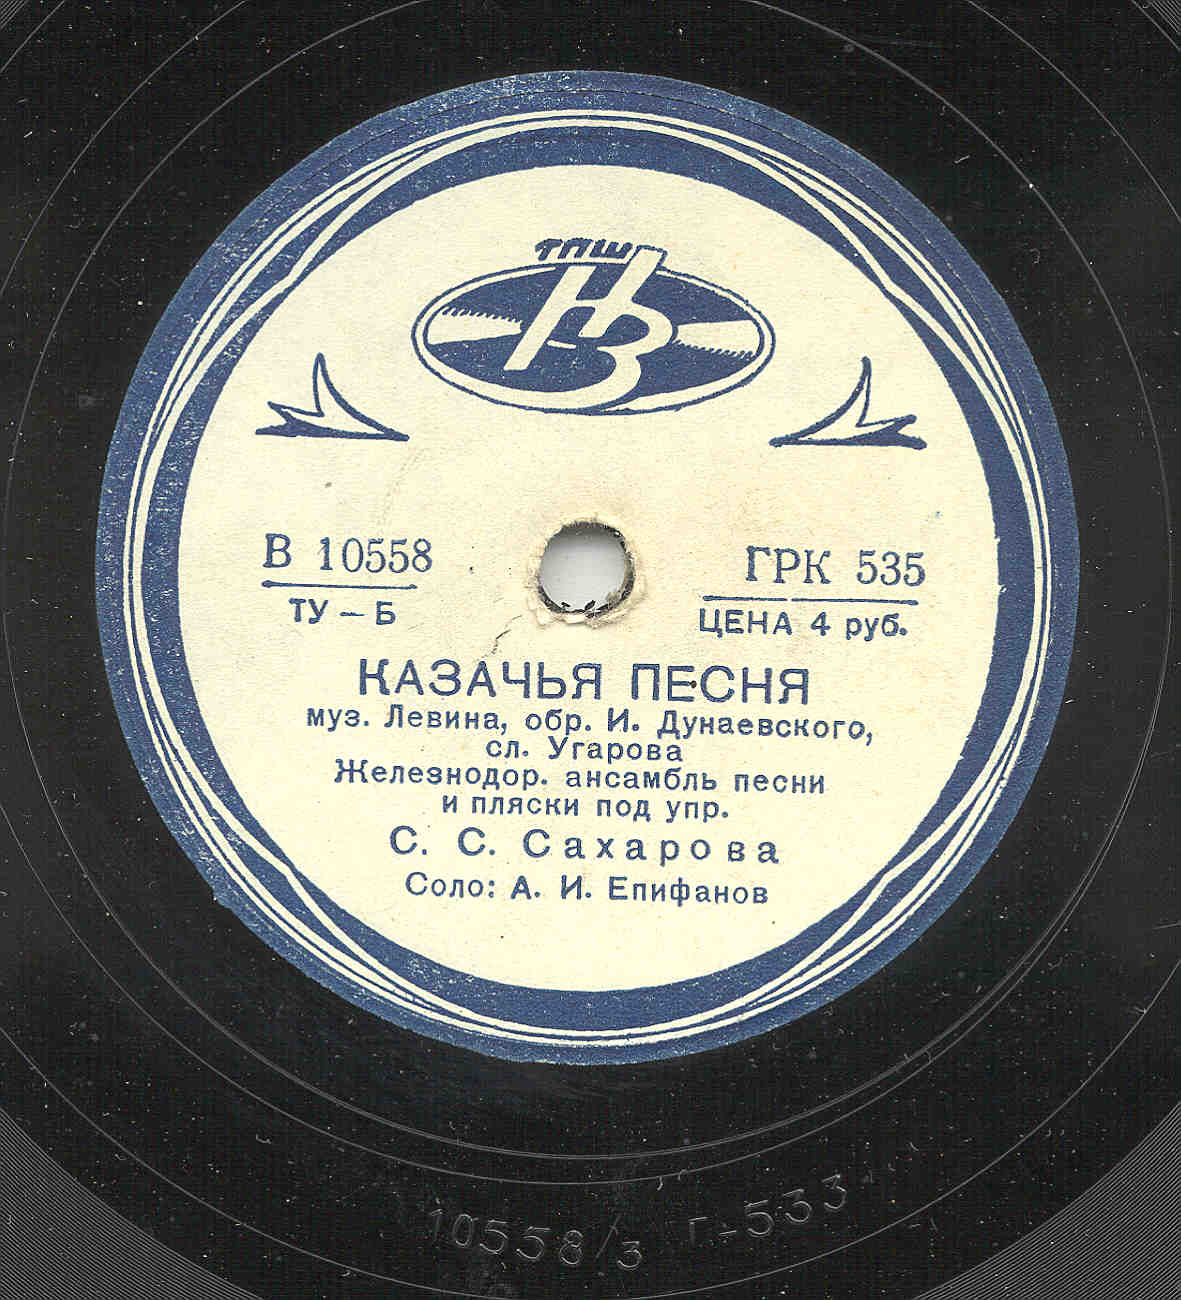 ТПШ
НЗ
В 10558
ТУ – Б
ГРК 535
ЦЕНА 4 руб.
КАЗАЧЬЯ ПЕСНЯ
муз. Левина, обр. И. Дунаевского,
сл. Угарова
Железнодор. ансамбль песни
и пляски под упр.
С. С. Сахарова
Соло: А. И. Епифанов
10558/3 Г-533